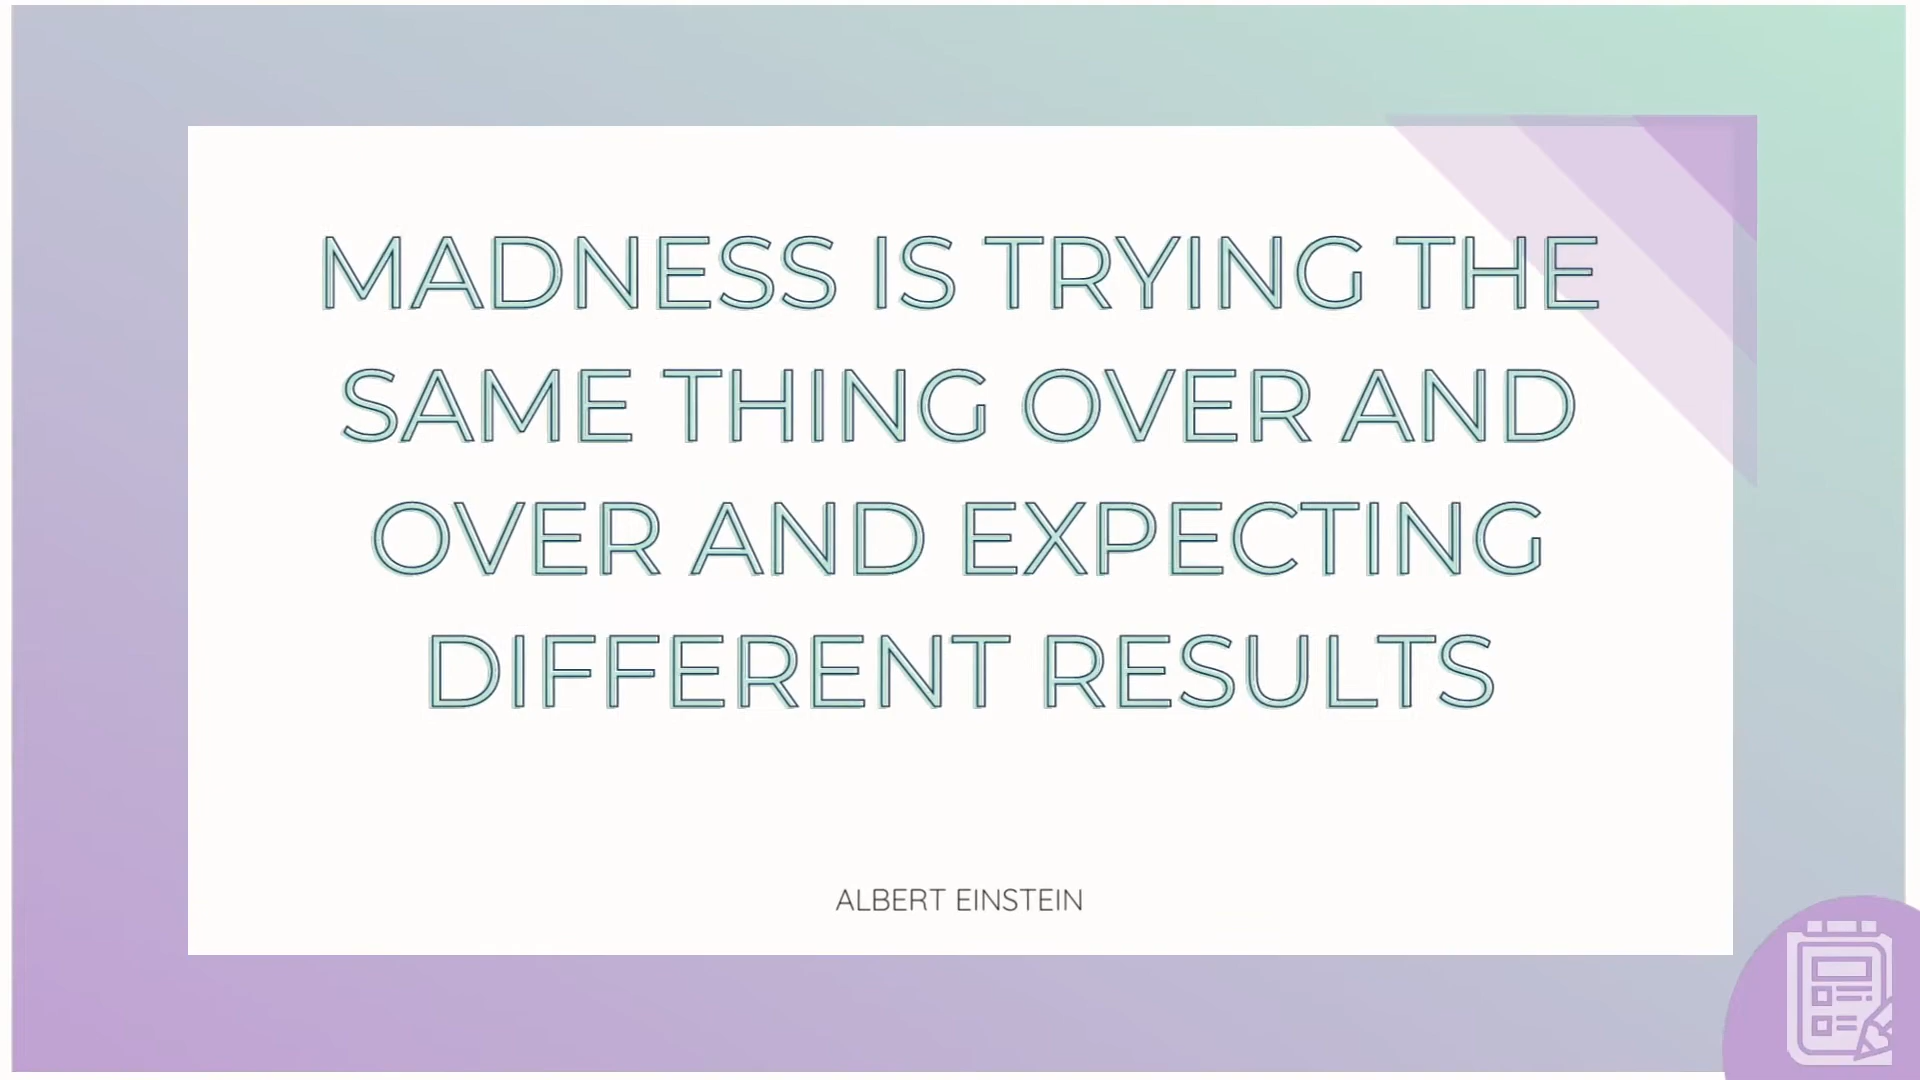 MADNESS IS TRYING THE
SAME THING OVER AND
OVER AND EXPECTING
DIFFERENT RESULTS
ALBERT EINSTEIN